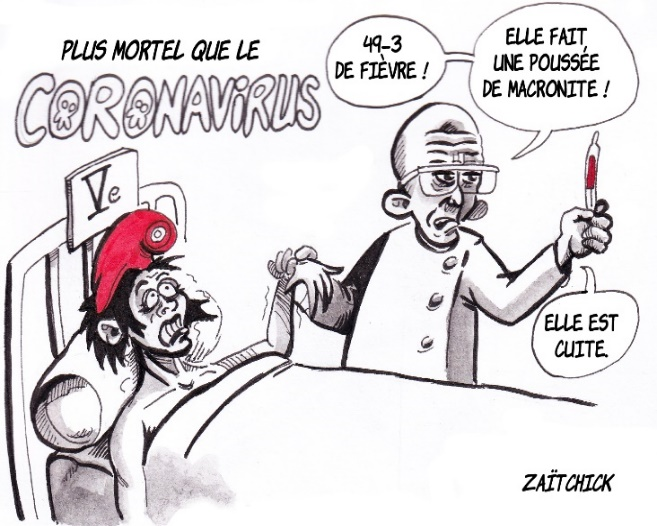 PLUS MORTEL QUE LE
CORONAVIRUS
49-3
DE FIÈVRE !
ELLE FAIT
UNE POUSSÉE
DE MACRONITE !
Ve
ELLE EST
CUITE.
ZAÏTCHICK